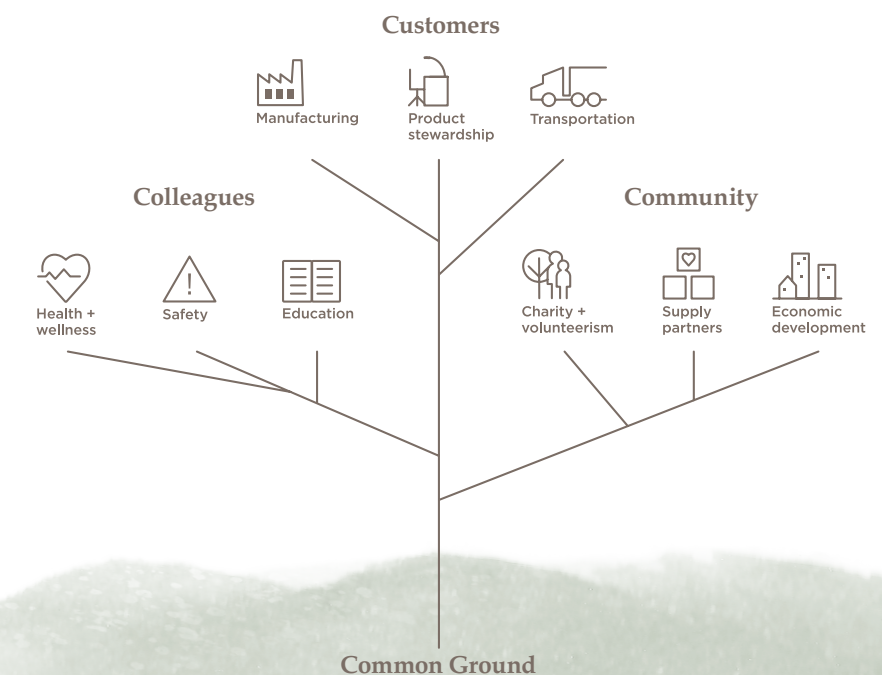 Customers
Manufacturing
Product
stewardship
Transportation
Colleagues
Health +
wellness
Safety
Education
Community
Charity +
volunteerism
Supply
partners
Economic
development
Common Ground